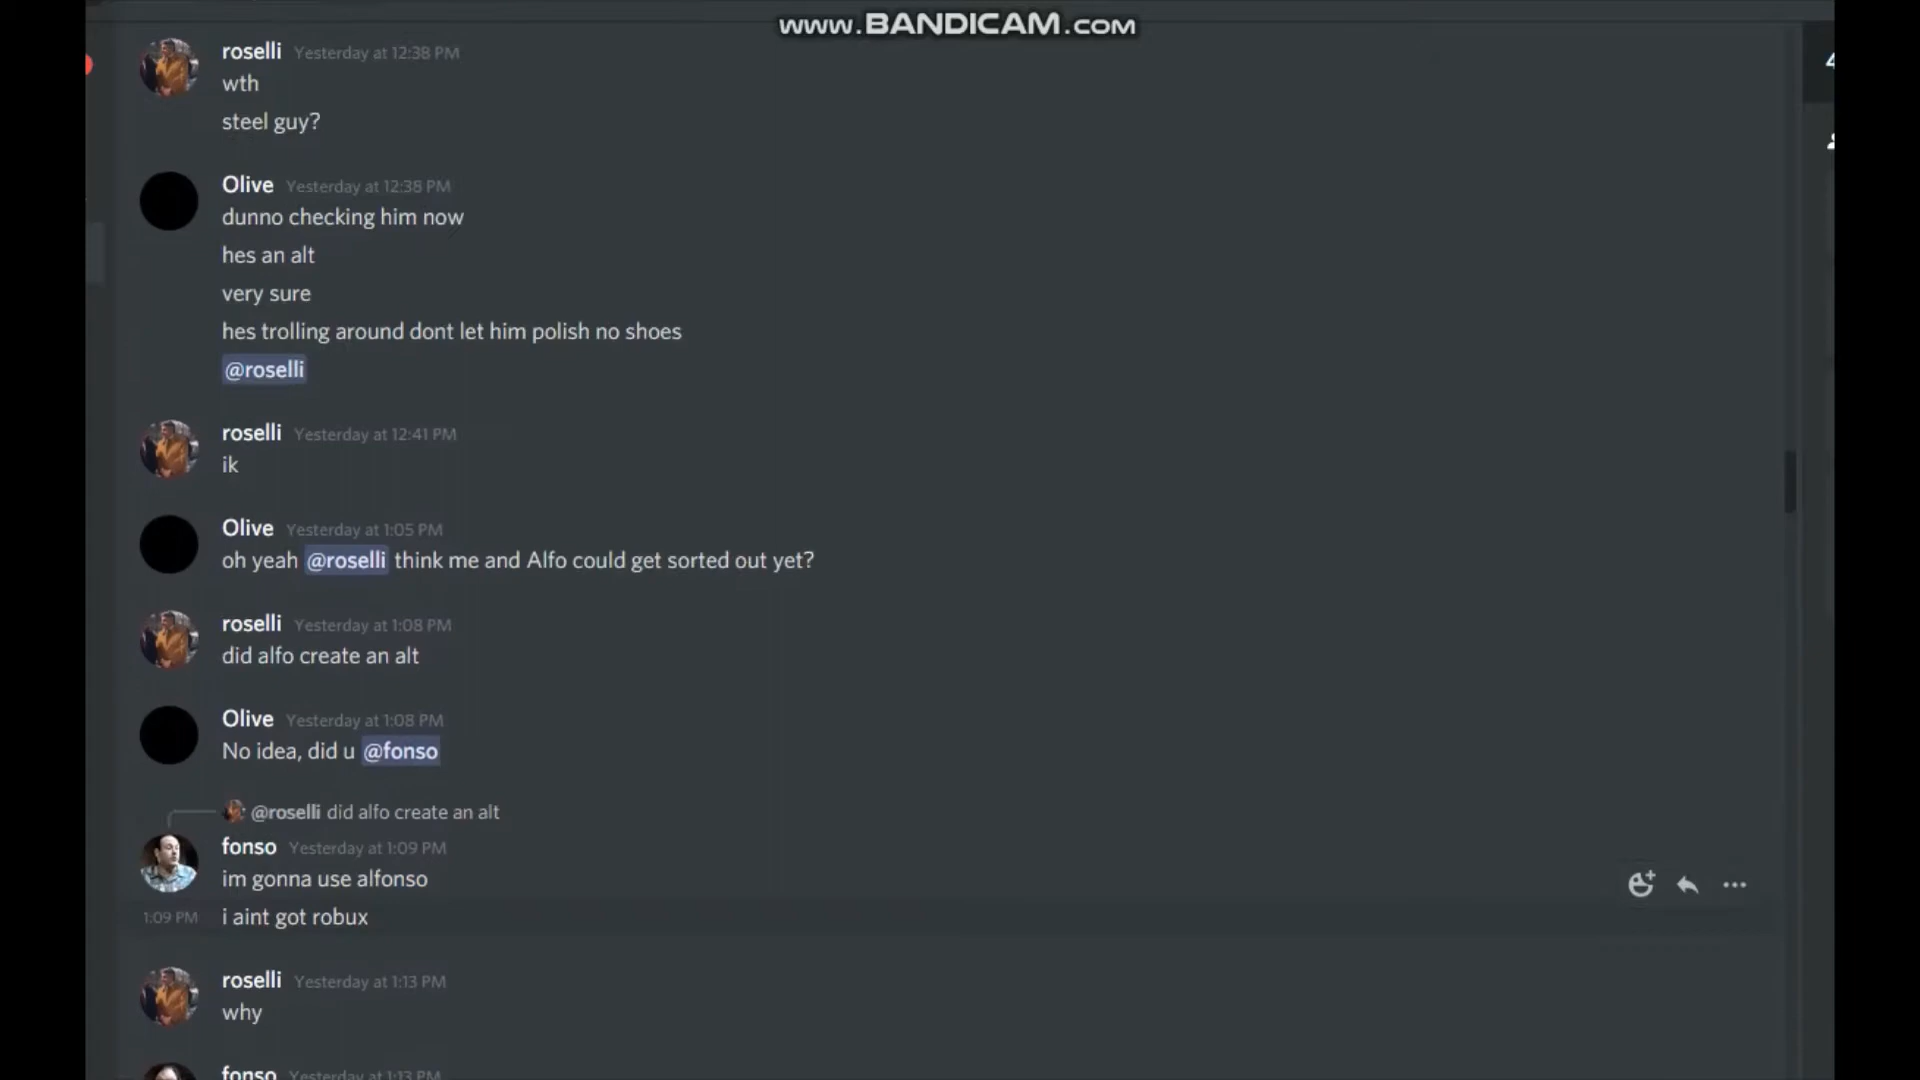 www.BANDICAM.com
roselli Yesterday at 12:38 PM
wth
steel guy?
Olive Yesterday at 12:38 PM
dunno checking him now
hes an alt
very sure
hes trolling around dont let him polish no shoes
@roselli
roselli Yesterday at 12:41 PM
ik
Olive Yesterday at 1:05 PM
oh yeah @roselli think me and Alfo could get sorted out yet?
roselli Yesterday at 1:08 PM
did alfo create an alt
Olive Yesterday at 1:08 PM
No idea, did u @fonso
@roselli did alfo create an alt
fonso Yesterday at 1:09 PM
im gonna use alfonso
1:09 PM i aint got robux
roselli Yesterday at 1:13 PM
why
fonso Yesterday at 1:13 PM